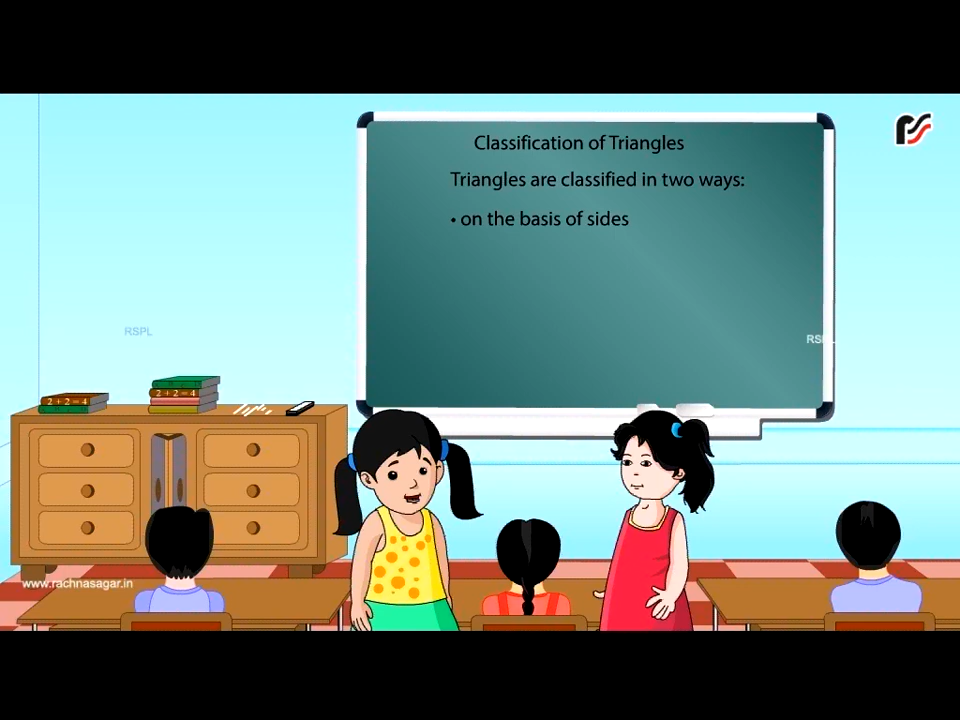 Classification of Triangles
Triangles are classified in two ways:
• on the basis of sides
RSPL
RSPL
2 + 2 = 4
2 + 2 = 4
www.rachnasagar.in